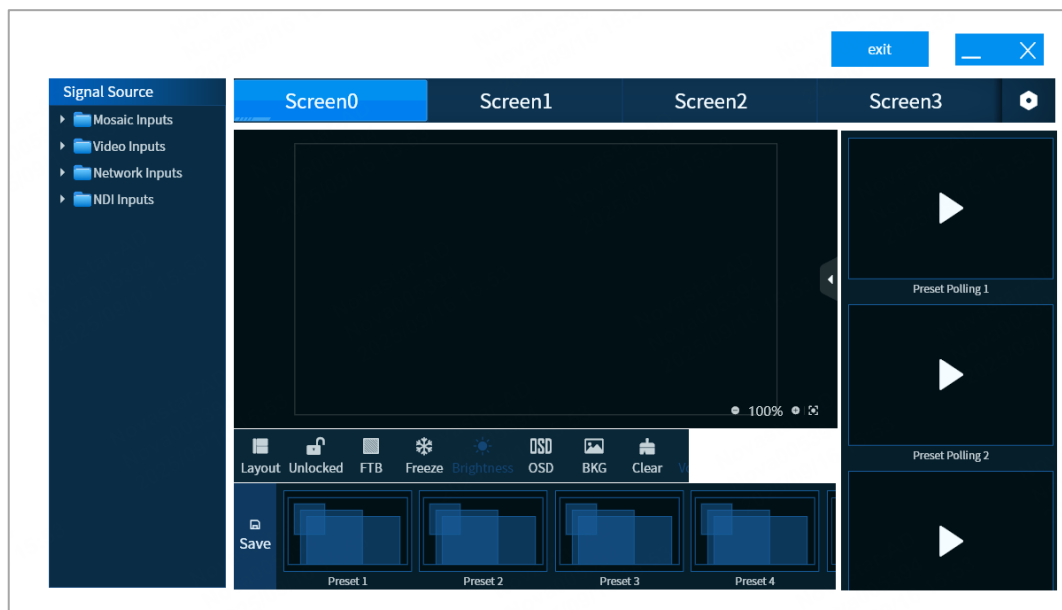 exit
Signal Source
Mosaic Inputs
Video Inputs
Network Inputs
NDI Inputs
Screen0 Screen1 Screen2 Screen3
Preset Polling 1
100%
Layout Unlocked FTB Freeze Brightness OSD OSD BKG Clear
Preset Polling 2
Save
Preset 1 Preset 2 Preset 3 Preset 4